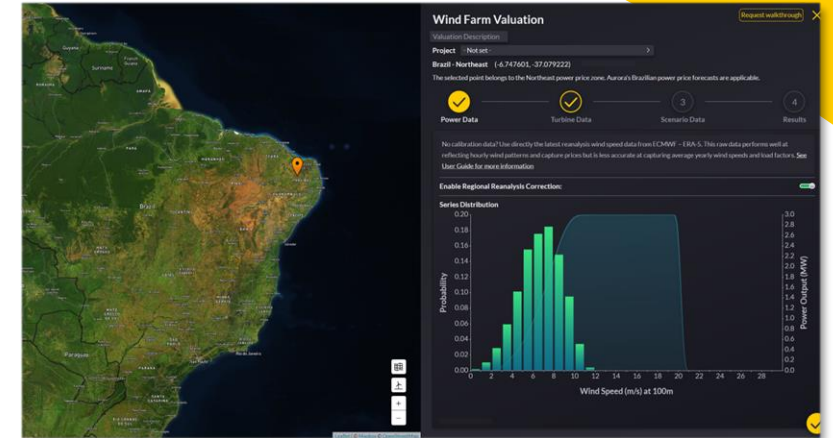 Guyana
Suriname
French
Guiana
AMAPÁ
Brazil
Paraguay
Rio de Janeiro
+
−
Wind Farm Valuation
Request walkthrough
Valuation Description
Project - Not set -
Brazil - Northeast (-6.747601, -37.079222)
The selected point belongs to the Northeast power price zone, Aurora's Brazilian power price forecasts are applicable.
3
4
Power Data
Turbine Data
Scenario Data
Results
No calibration data? Use directly the latest reanalysis wind speed data from ECMWF – ERA-5. This raw data performs well at
reflecting hourly wind patterns and capture prices but is less accurate at capturing average yearly wind speeds and load factors. See
User Guide for more information
Enable Regional Reanalysis Correction:
Series Distribution
0.20
0.18
0.16
0.14
0.12
0.10
0.08
0.06
0.04
0.02
0.00
Probability
3.0
2.8
2.6
2.4
2.2
2.0
1.8
1.6
1.4
1.2
1.0
0.8
0.6
0.4
0.2
0.0
Power Output (MW)
0 2 4 6 8 10 12 14 16 18 20 22 24 26 28
Wind Speed (m/s) at 100m